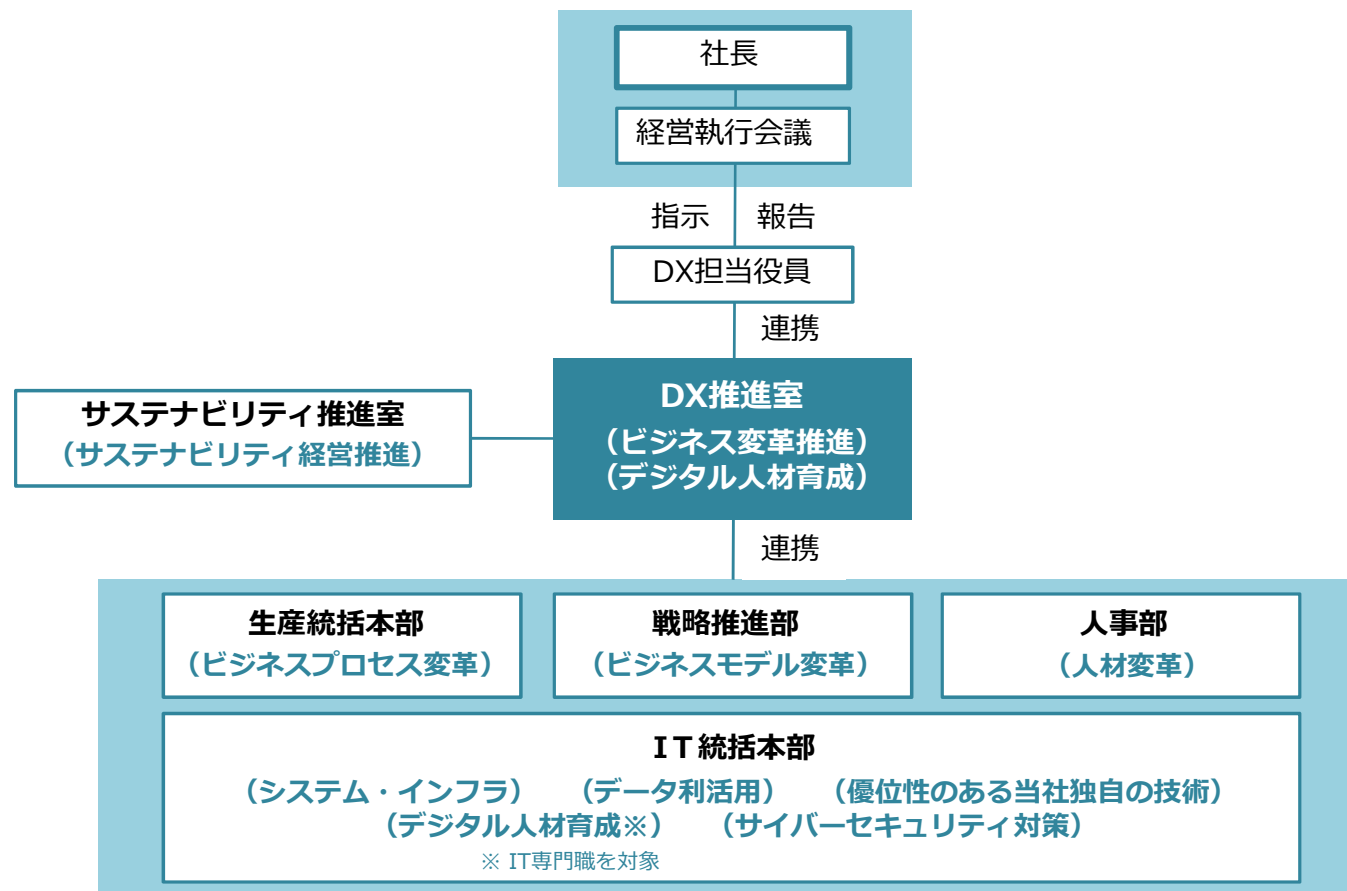 社長
経営執行会議
指示 報告
DX担当役員
連携
DX推進室
（ビジネス変革推進）
（デジタル人材育成）
サステナビリティ推進室
（サステナビリティ経営推進）
連携
生産統括本部
（ビジネスプロセス変革）
戦略推進部
（ビジネスモデル変革）
人事部
（人材変革）
ＩＴ統括本部
（システム・インフラ） （データ利活用） （優位性のある当社独自の技術）
（デジタル人材育成※） （サイバーセキュリティ対策）
※ IT専門職を対象